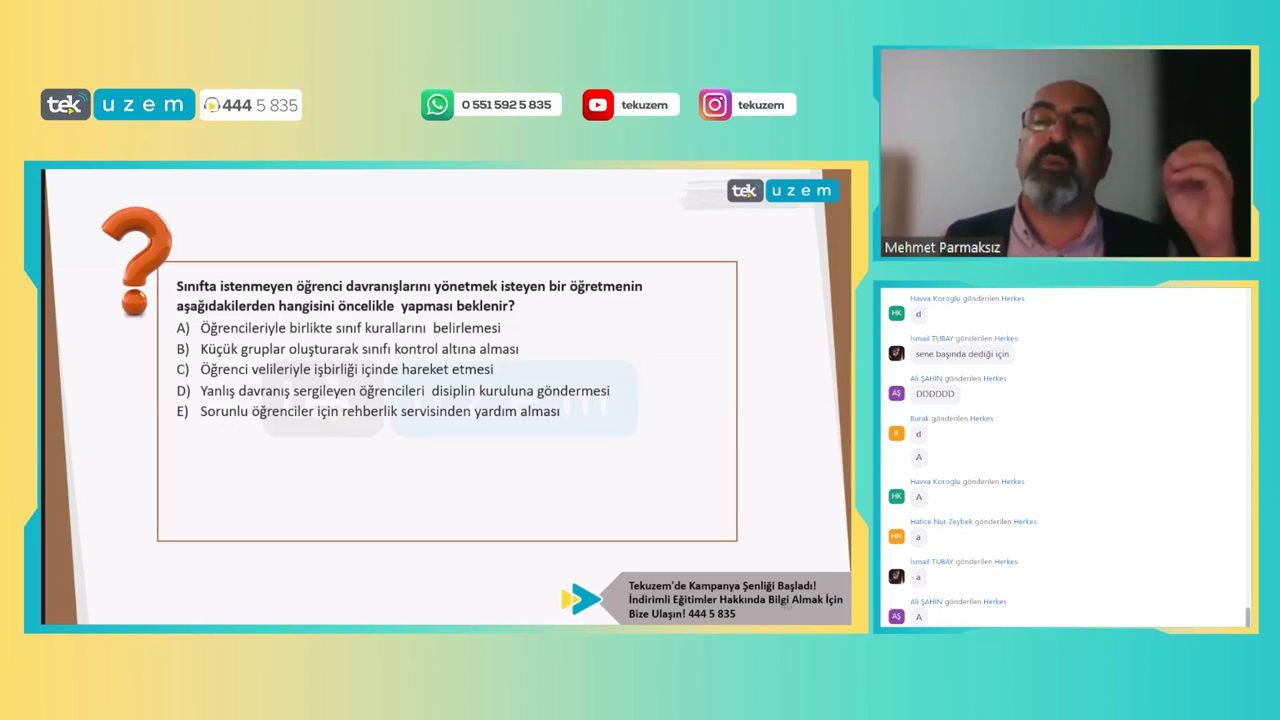 tek uzem 444 5 835
0 551 592 5 835
tekuzem
tekuzem
tek uzem
Sınıfta istenmeyen öğrenci davranışlarını yönetmek isteyen bir öğretmenin
aşağıdakilerden hangisini öncelikle yapması beklenir?
A) Öğrencileriyle birlikte sınıf kurallarını belirlemesi
B) Küçük gruplar oluşturarak sınıfı kontrol altına alması
C) Öğrenci velileriyle işbirliği içinde hareket etmesi
D) Yanlış davranış sergileyen öğrencileri disiplin kuruluna göndermesi
E) Sorunlu öğrenciler için rehberlik servisinden yardım alması
Tekuzem'de Kampanya Şenliği Başladı!
İndirimli Eğitimler Hakkında Bilgi Almak İçin
Bize Ulaşın! 444 5 835
Mehmet Parmaksız
Havva Koroglu gönderilen Herkes
HK d
İsmail TUBAY gönderilen Herkes
sene başında dediği için
Ali ŞAHİN gönderilen Herkes
AŞ DDDDDD
Burak gönderilen Herkes
B d
A
Havva Koroglu gönderilen Herkes
HK A
Hatice Nur Zeybek gönderilen Herkes
HN a
İsmail TUBAY gönderilen Herkes
a
Ali ŞAHİN gönderilen Herkes
AŞ A